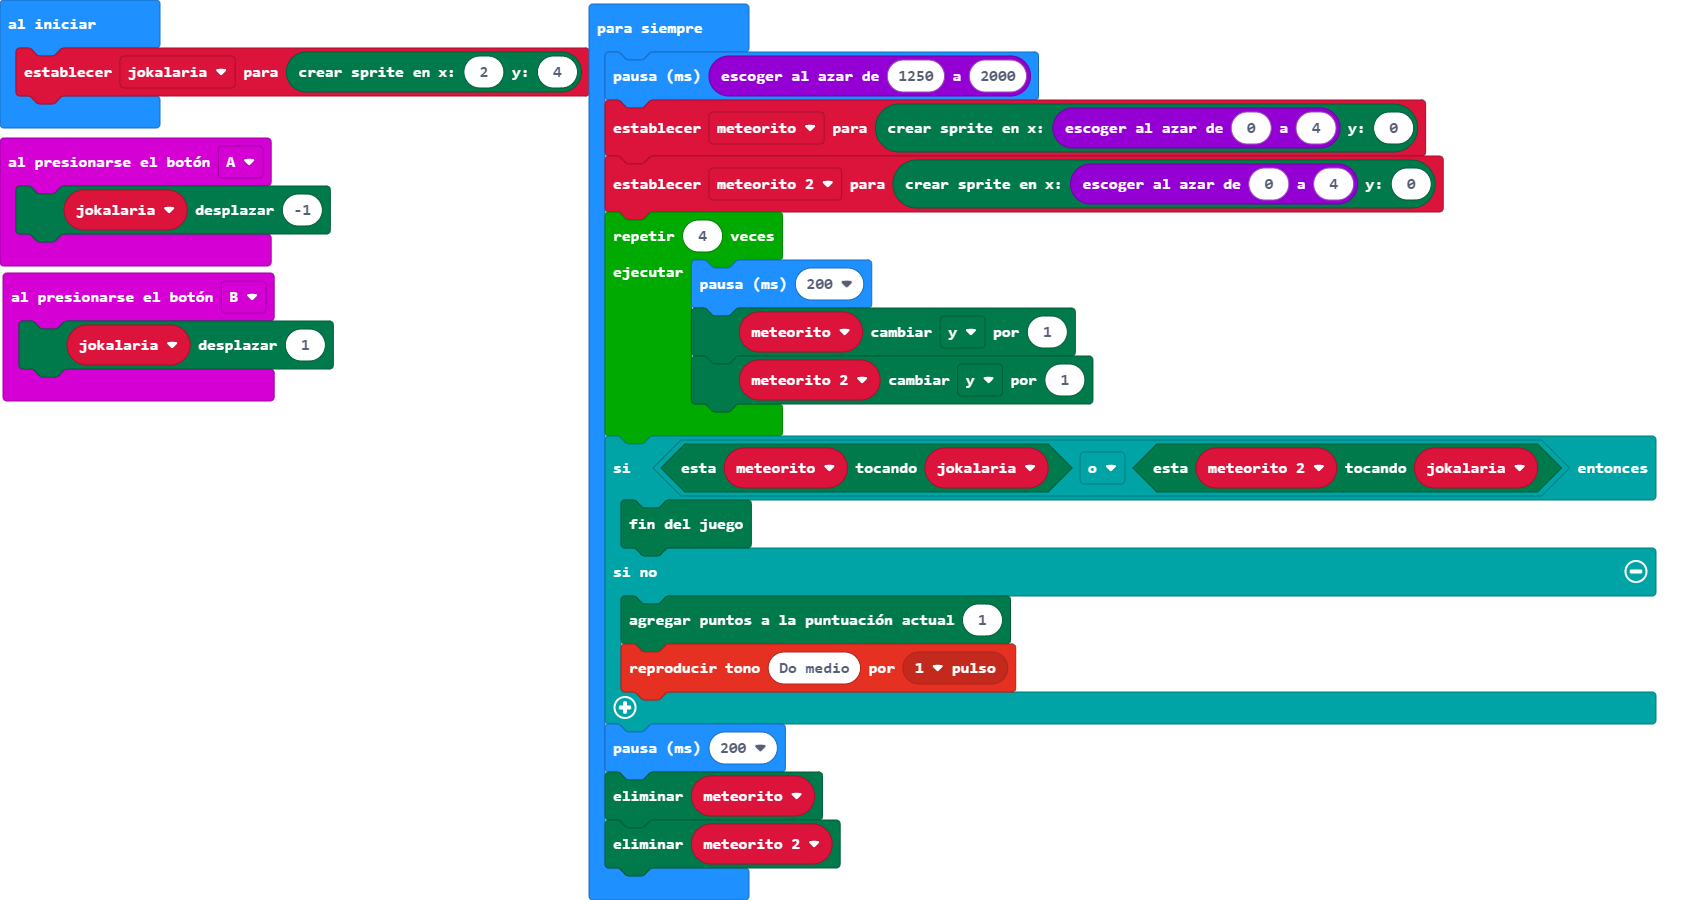 al iniciar
establecer jokalaria para crear sprite en x: 2 y: 4
al presionarse el botón A
jokalaria desplazar -1
al presionarse el botón B
jokalaria desplazar 1
para siempre
pausa (ms) escoger al azar de 1250 a 2000
establecer meteorito para crear sprite en x: escoger al azar de 0 a 4 y: 0
establecer meteorito 2 para crear sprite en x: escoger al azar de 0 a 4 y: 0
repetir 4 veces
ejecutar
pausa (ms) 200
meteorito cambiar y por 1
meteorito 2 cambiar y por 1
si esta meteorito tocando jokalaria o esta meteorito 2 tocando jokalaria entonces
fin del juego
si no
agregar puntos a la puntuación actual 1
reproducir tono Do medio por 1 pulso
pausa (ms) 200
eliminar meteorito
eliminar meteorito 2